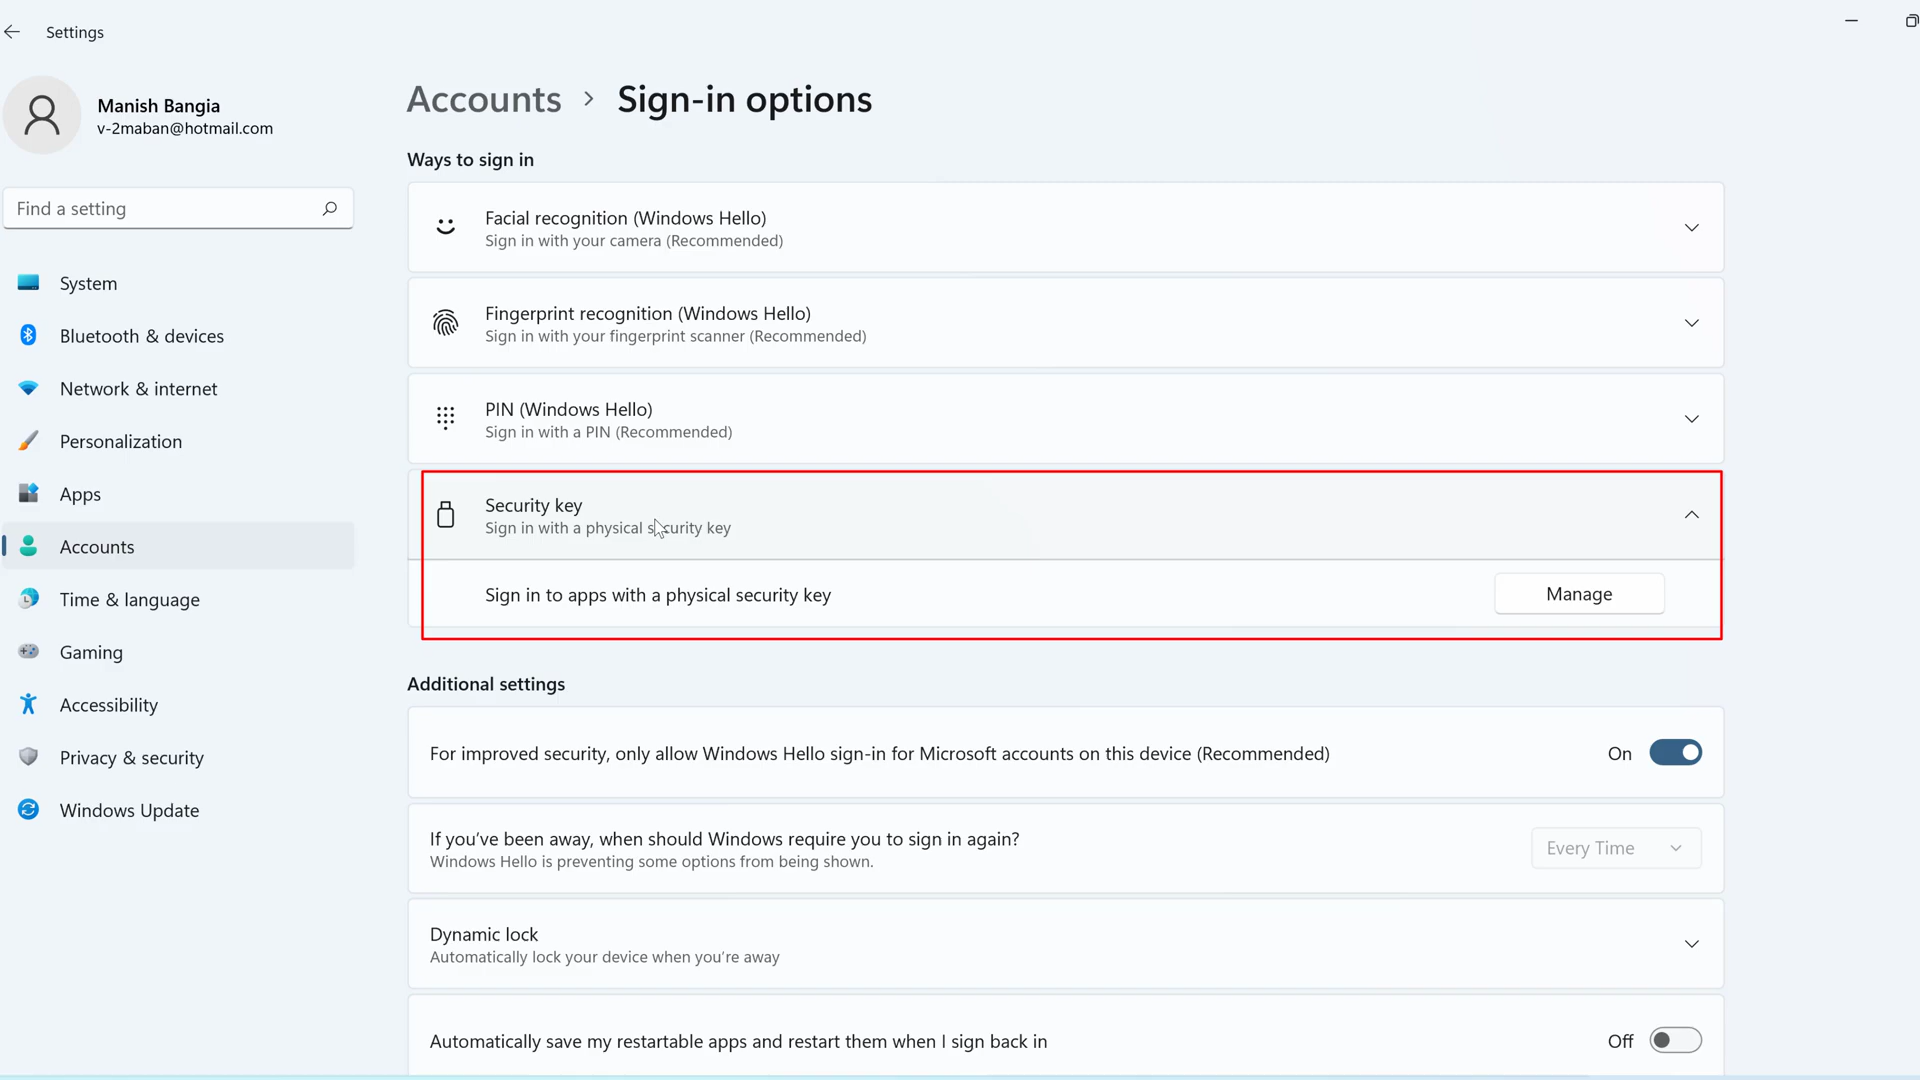 Settings
Manish Bangia
v-2maban@hotmail.com
Find a setting
System
Bluetooth & devices
Network & internet
Personalization
Apps
Accounts
Time & language
Gaming
Accessibility
Privacy & security
Windows Update
Accounts > Sign-in options
Ways to sign in
Facial recognition (Windows Hello)
Sign in with your camera (Recommended)
Fingerprint recognition (Windows Hello)
Sign in with your fingerprint scanner (Recommended)
PIN (Windows Hello)
Sign in with a PIN (Recommended)
Security key
Sign in with a physical security key
Sign in to apps with a physical security key
Manage
Additional settings
For improved security, only allow Windows Hello sign-in for Microsoft accounts on this device (Recommended)
On
If you've been away, when should Windows require you to sign in again?
Windows Hello is preventing some options from being shown.
Every Time
Dynamic lock
Automatically lock your device when you're away
Automatically save my restartable apps and restart them when I sign back in
Off